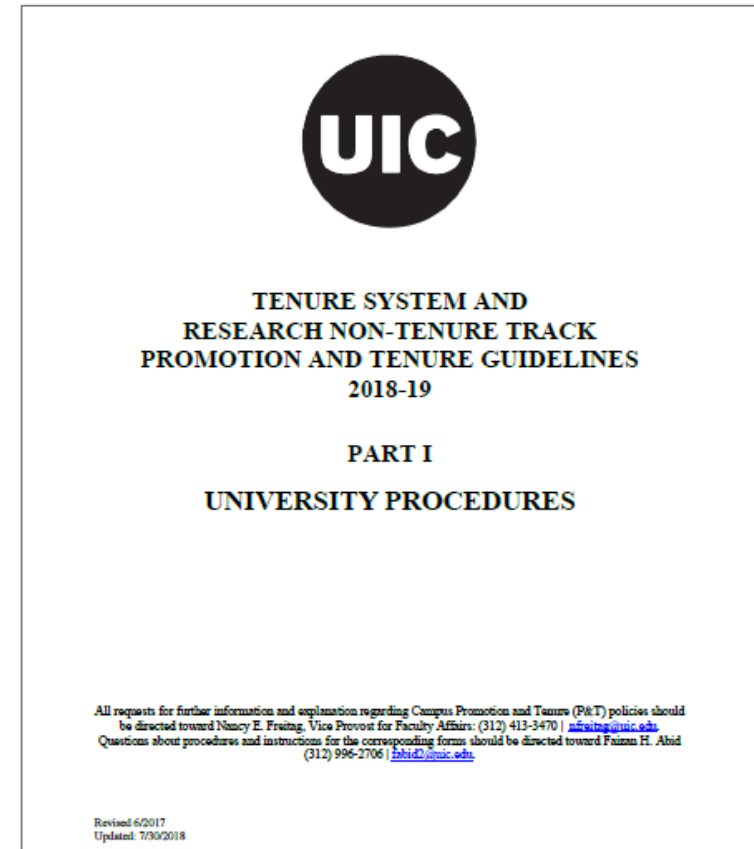 UIC
TENURE SYSTEM AND
RESEARCH NON-TENURE TRACK
PROMOTION AND TENURE GUIDELINES
2018-19
PART I
UNIVERSITY PROCEDURES
All requests for further information and explanation regarding Campus Promotion and Tenure (P&T) policies should
be directed toward Nancy E. Freitag, Vice Provost for Faculty Affairs: (312) 413-3470 | nfreitag@uic.edu.
Questions about procedures and instructions for the corresponding forms should be directed toward Faizan H. Abid
(312) 996-2706 | fabid2@uic.edu.
Revised 6/2017
Updated: 7/30/2018